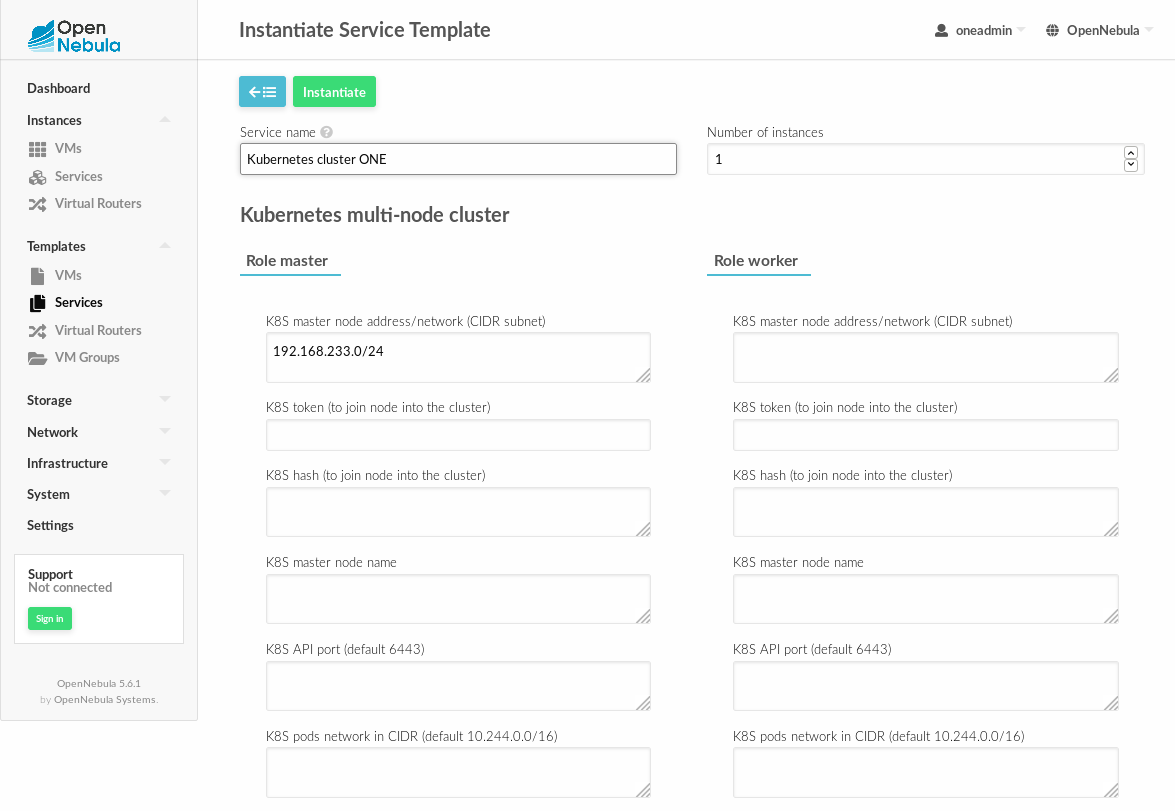 Open
Nebula
Instantiate Service Template
oneadmin
OpenNebula
Dashboard
Instances
VMs
Services
Virtual Routers
Templates
VMs
Services
Virtual Routers
VM Groups
Storage
Network
Infrastructure
System
Settings
Support
Not connected
Sign in
OpenNebula 5.6.1
by OpenNebula Systems.
Instantiate
Service name ?
Kubernetes cluster ONE
Number of instances
1
Kubernetes multi-node cluster
Role master
K8S master node address/network (CIDR subnet)
192.168.233.0/24
K8S token (to join node into the cluster)
K8S hash (to join node into the cluster)
K8S master node name
K8S API port (default 6443)
K8S pods network in CIDR (default 10.244.0.0/16)
Role worker
K8S master node address/network (CIDR subnet)
K8S token (to join node into the cluster)
K8S hash (to join node into the cluster)
K8S master node name
K8S API port (default 6443)
K8S pods network in CIDR (default 10.244.0.0/16)